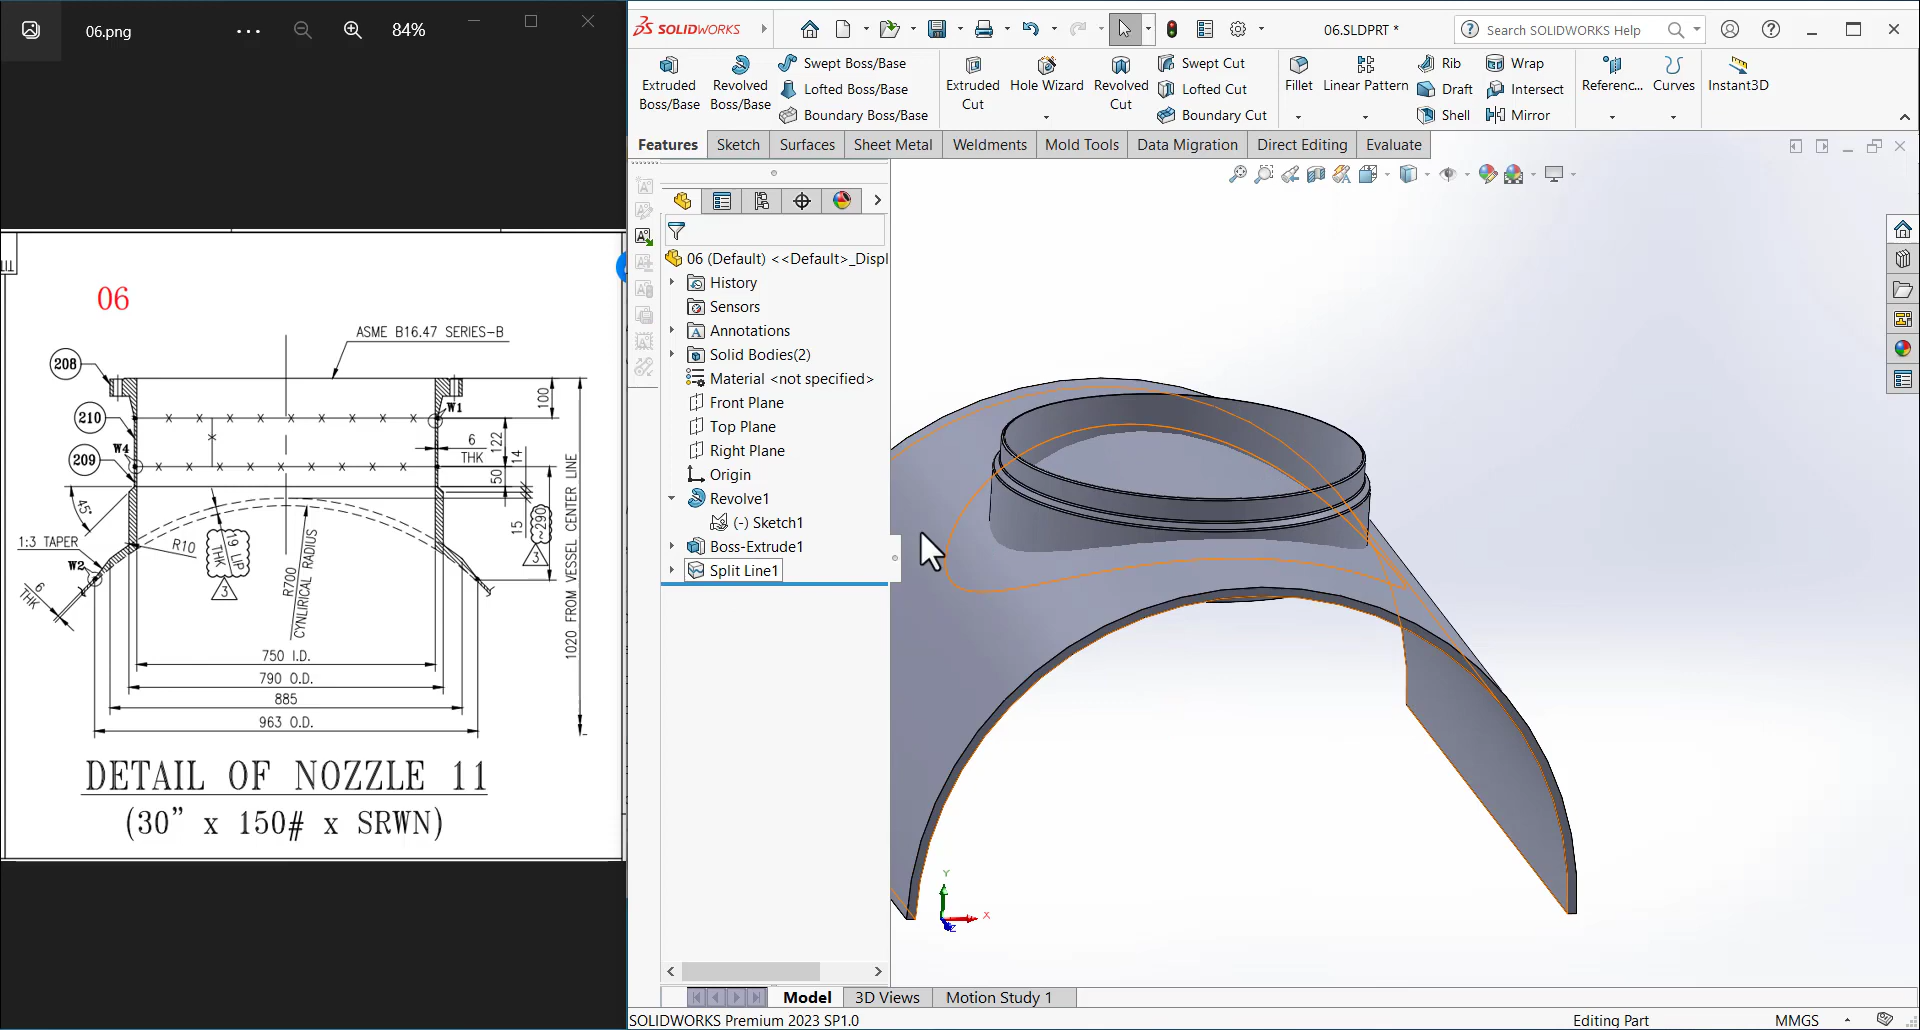 06.png
84%
06
ASME B16.47 SERIES-B
208
W1
100
210
6
THK
122
14
W4
209
50
45°
1020 FROM VESSEL CENTER LINE
1:3 TAPER
R10
19 LIP
THK
3
R700
CYNLIRICAL RADIUS
15
~290
3
W2
6
THK
750 I.D.
790 O.D.
885
963 O.D.
DETAIL OF NOZZLE 11
(30" x 150# x SRWN)
SOLIDWORKS
06.SLDPRT *
Search SOLIDWORKS Help
Extruded Boss/Base
Revolved Boss/Base
Swept Boss/Base
Lofted Boss/Base
Boundary Boss/Base
Extruded Cut
Hole Wizard
Revolved Cut
Swept Cut
Lofted Cut
Boundary Cut
Fillet
Linear Pattern
Rib
Draft
Shell
Wrap
Intersect
Mirror
Referenc...
Curves
Instant3D
Features
Sketch
Surfaces
Sheet Metal
Weldments
Mold Tools
Data Migration
Direct Editing
Evaluate
06 (Default) <<Default>_Displ
History
Sensors
Annotations
Solid Bodies(2)
Material <not specified>
Front Plane
Top Plane
Right Plane
Origin
Revolve1
(-) Sketch1
Boss-Extrude1
Split Line1
Y
X
Z
Model
3D Views
Motion Study 1
SOLIDWORKS Premium 2023 SP1.0
Editing Part
MMGS